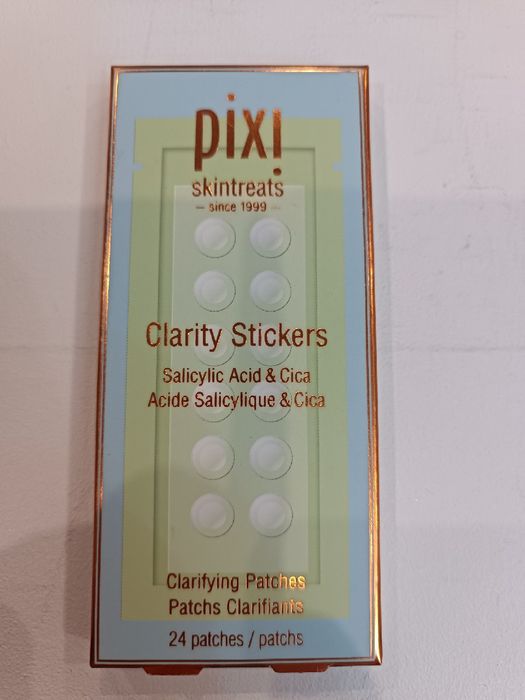 pixi
skintreats
– since 1999 –
Clarity Stickers
Salicylic Acid & Cica
Acide Salicylique & Cica
Clarifying Patches
Patchs Clarifiants
24 patches / patchs